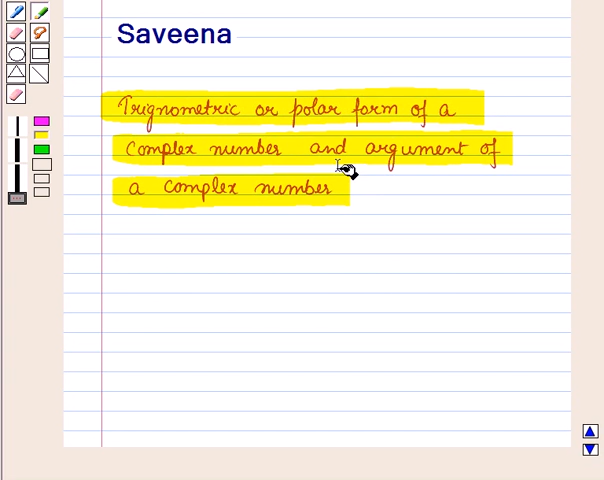 Saveena
Trignometric or polar form of a
complex number and argument of
a complex number